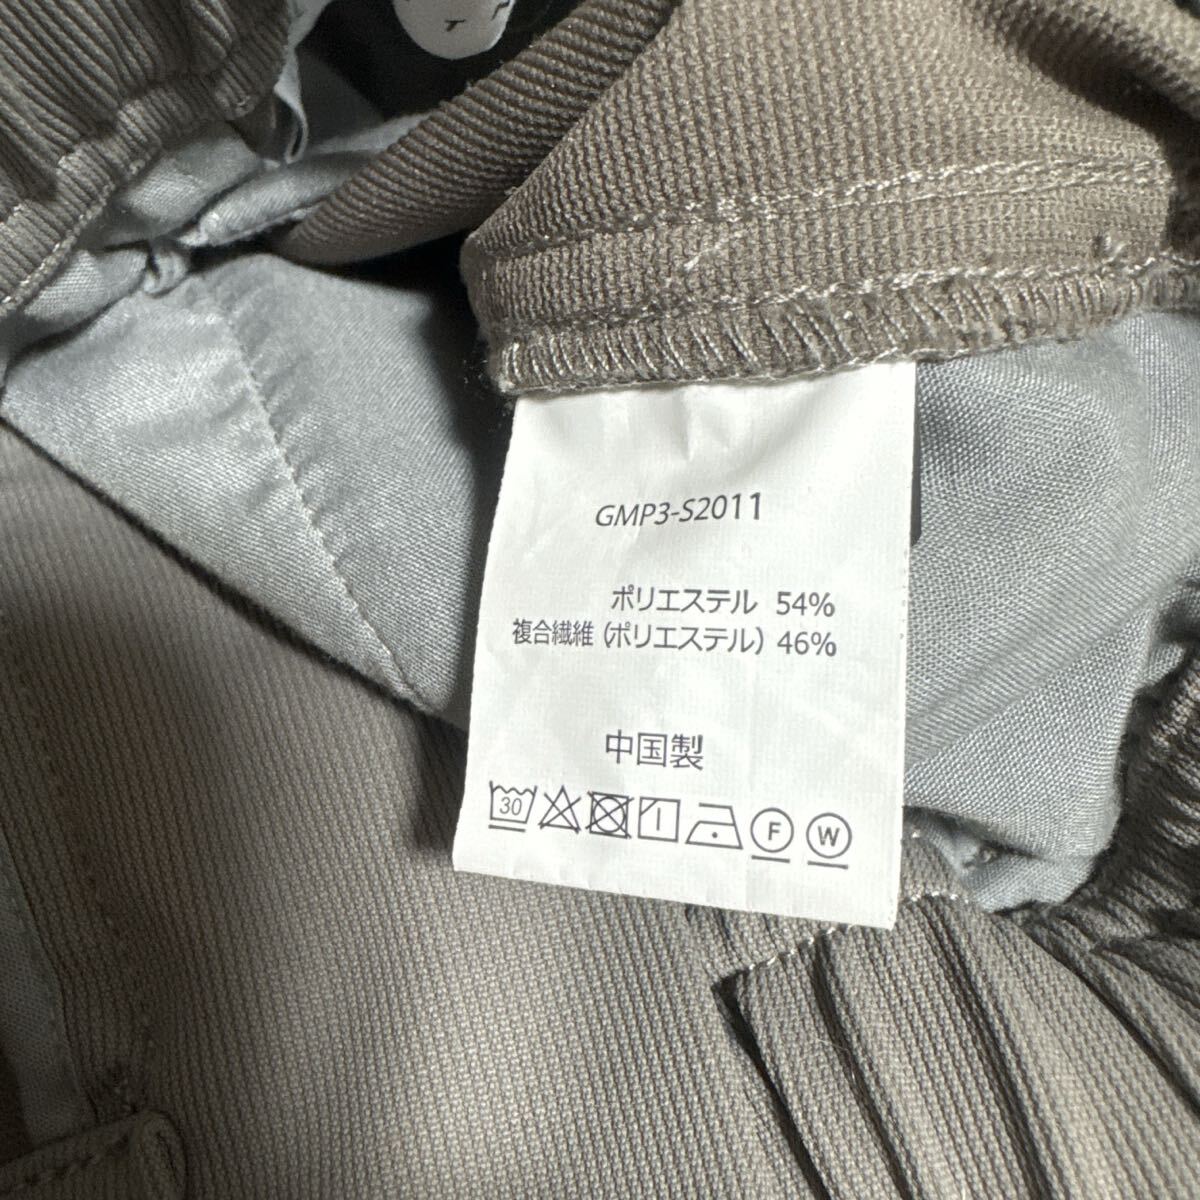 GMP3-S2011
ポリエステル 54%
複合繊維（ポリエステル）46%
中国製
30 F W